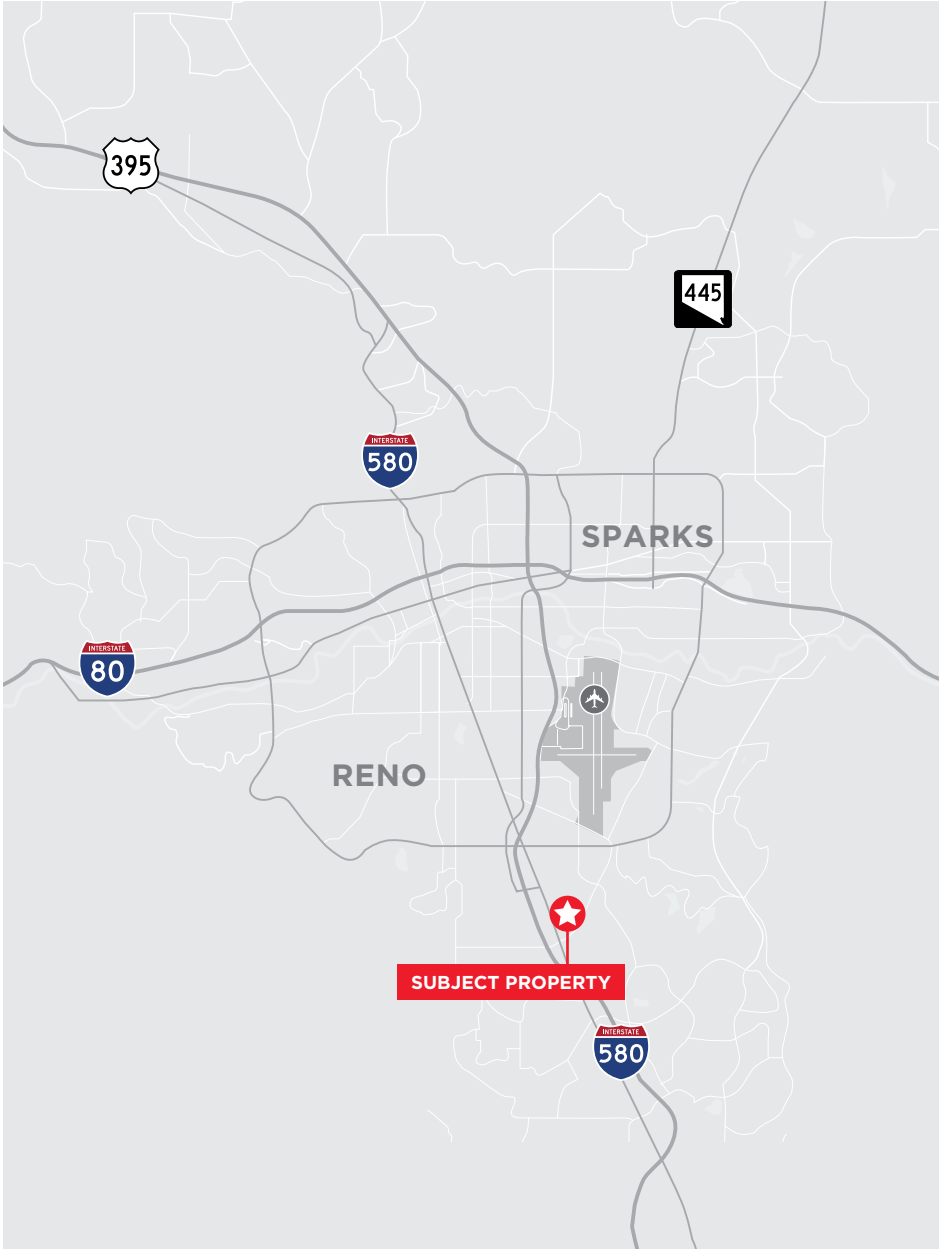 395
445
INTERSTATE
580
SPARKS
INTERSTATE
80
RENO
SUBJECT PROPERTY
INTERSTATE
580